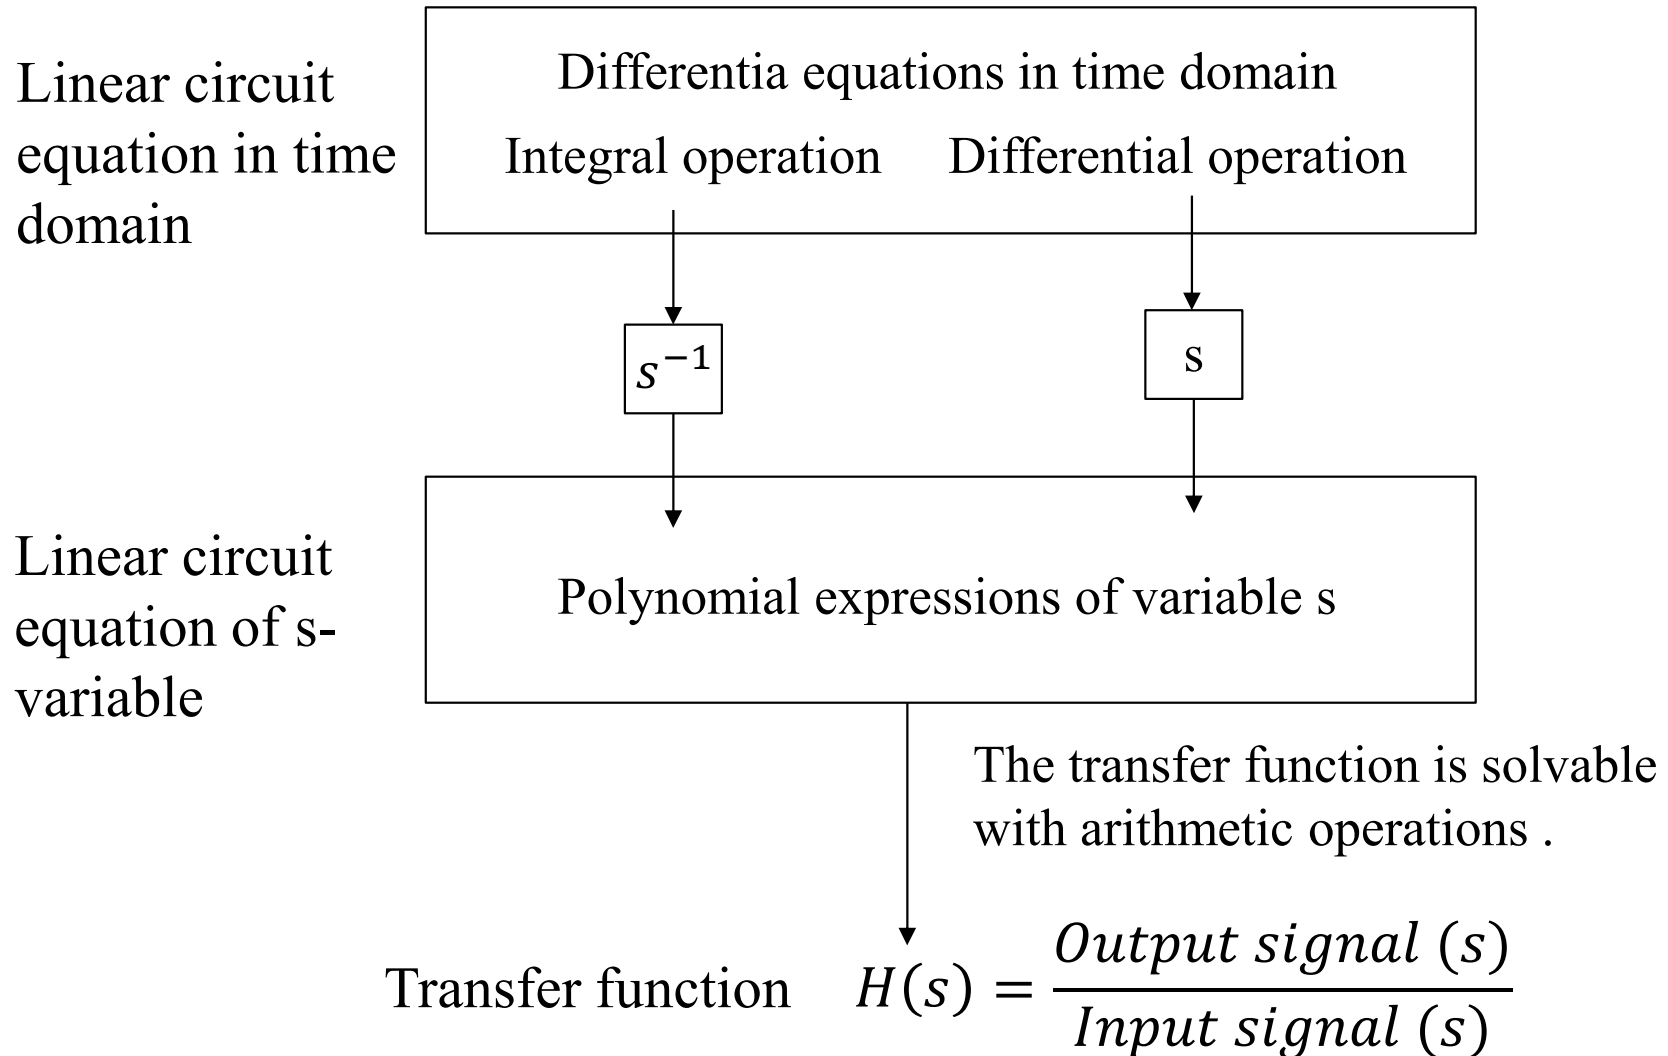 Linear circuit
equation in time
domain
Differentia equations in time domain
Integral operation Differential operation
s⁻¹
s
Linear circuit
equation of s-
variable
Polynomial expressions of variable s
The transfer function is solvable
with arithmetic operations .
Transfer function H(s) = Output signal (s) / Input signal (s)